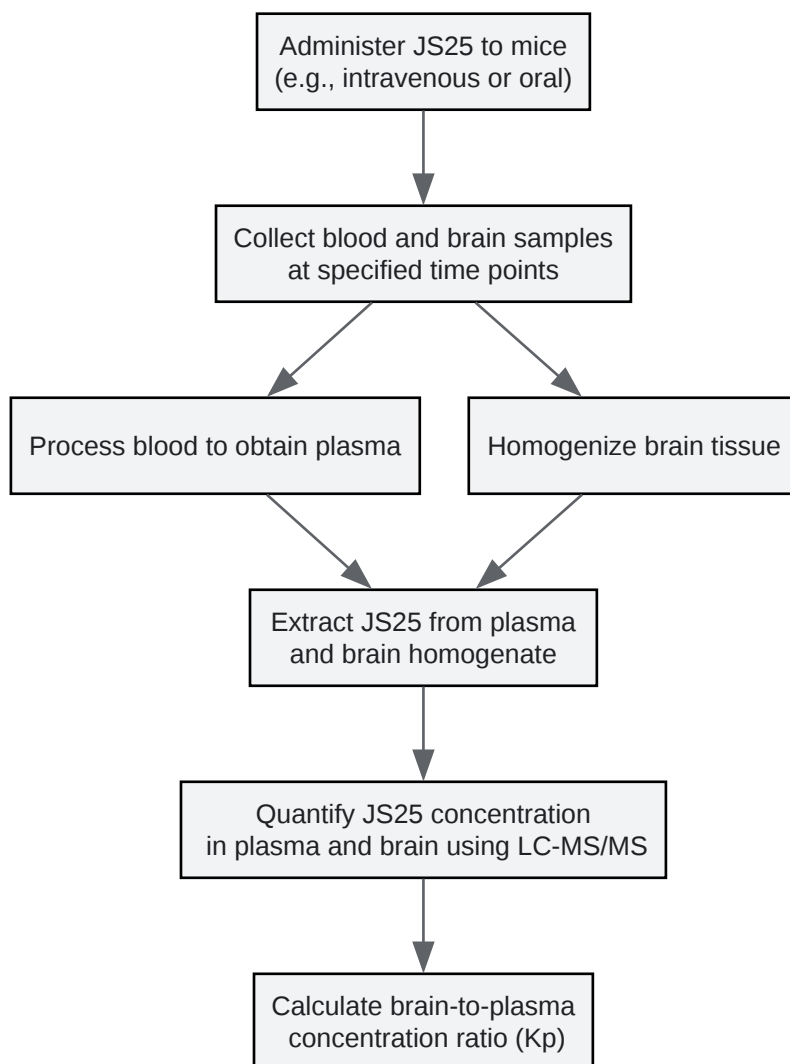 Administer JS25 to mice
(e.g., intravenous or oral)
Collect blood and brain samples
at specified time points
Process blood to obtain plasma
Homogenize brain tissue
Extract JS25 from plasma
and brain homogenate
Quantify JS25 concentration
in plasma and brain using LC-MS/MS
Calculate brain-to-plasma
concentration ratio (Kp)